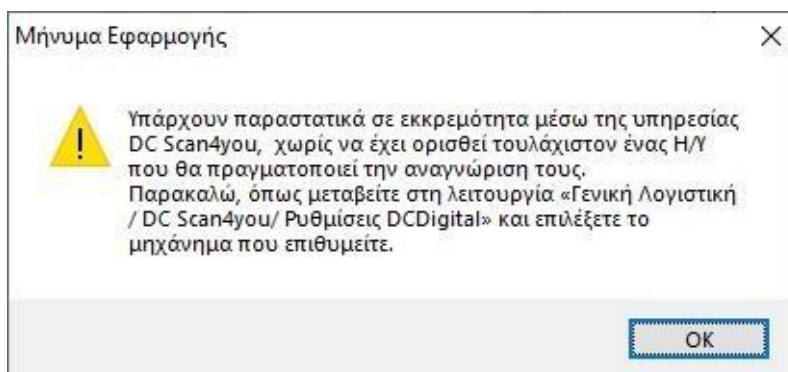 Μήνυμα Εφαρμογής
Υπάρχουν παραστατικά σε εκκρεμότητα μέσω της υπηρεσίας
DC Scan4you,  χωρίς να έχει ορισθεί τουλάχιστον ένας Η/Υ
που θα πραγματοποιεί την αναγνώριση τους.
Παρακαλώ, όπως μεταβείτε στη λειτουργία «Γενική Λογιστική
/ DC Scan4you/ Ρυθμίσεις DCDigital» και επιλέξετε το
μηχάνημα που επιθυμείτε.
OK